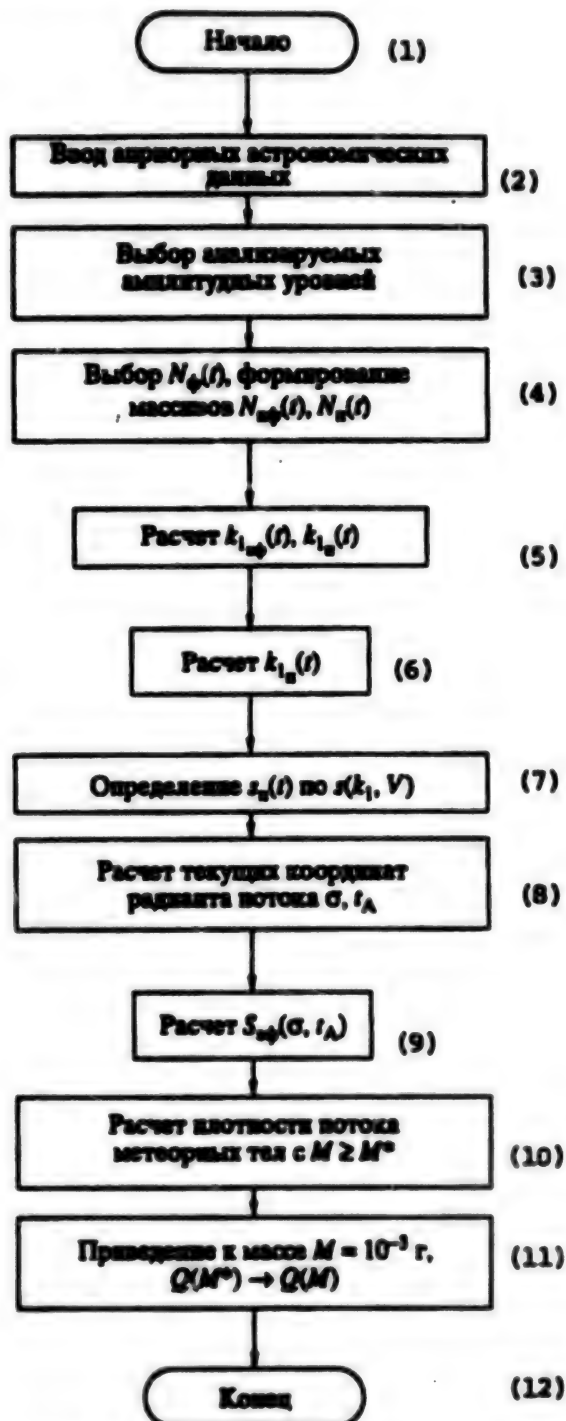 Начало (1)
Ввод априорных астрономических
данных (2)
Выбор анализируемых
амплитудных уровней (3)
Выбор N_ф(t), формирование
массивов N_пф(t), N_п(t) (4)
Расчет k_1пф(t), k_1п(t) (5)
Расчет k_1п(t) (6)
Определение s_п(t) по s(k_1, V) (7)
Расчет текущих координат
радианта потока σ, t_A (8)
Расчет S_пф(σ, t_A) (9)
Расчет плотности потока
метеорных тел с M ≥ M* (10)
Приведение к массе M = 10⁻³ г,
Q(M*) → Q(M) (11)
Конец (12)